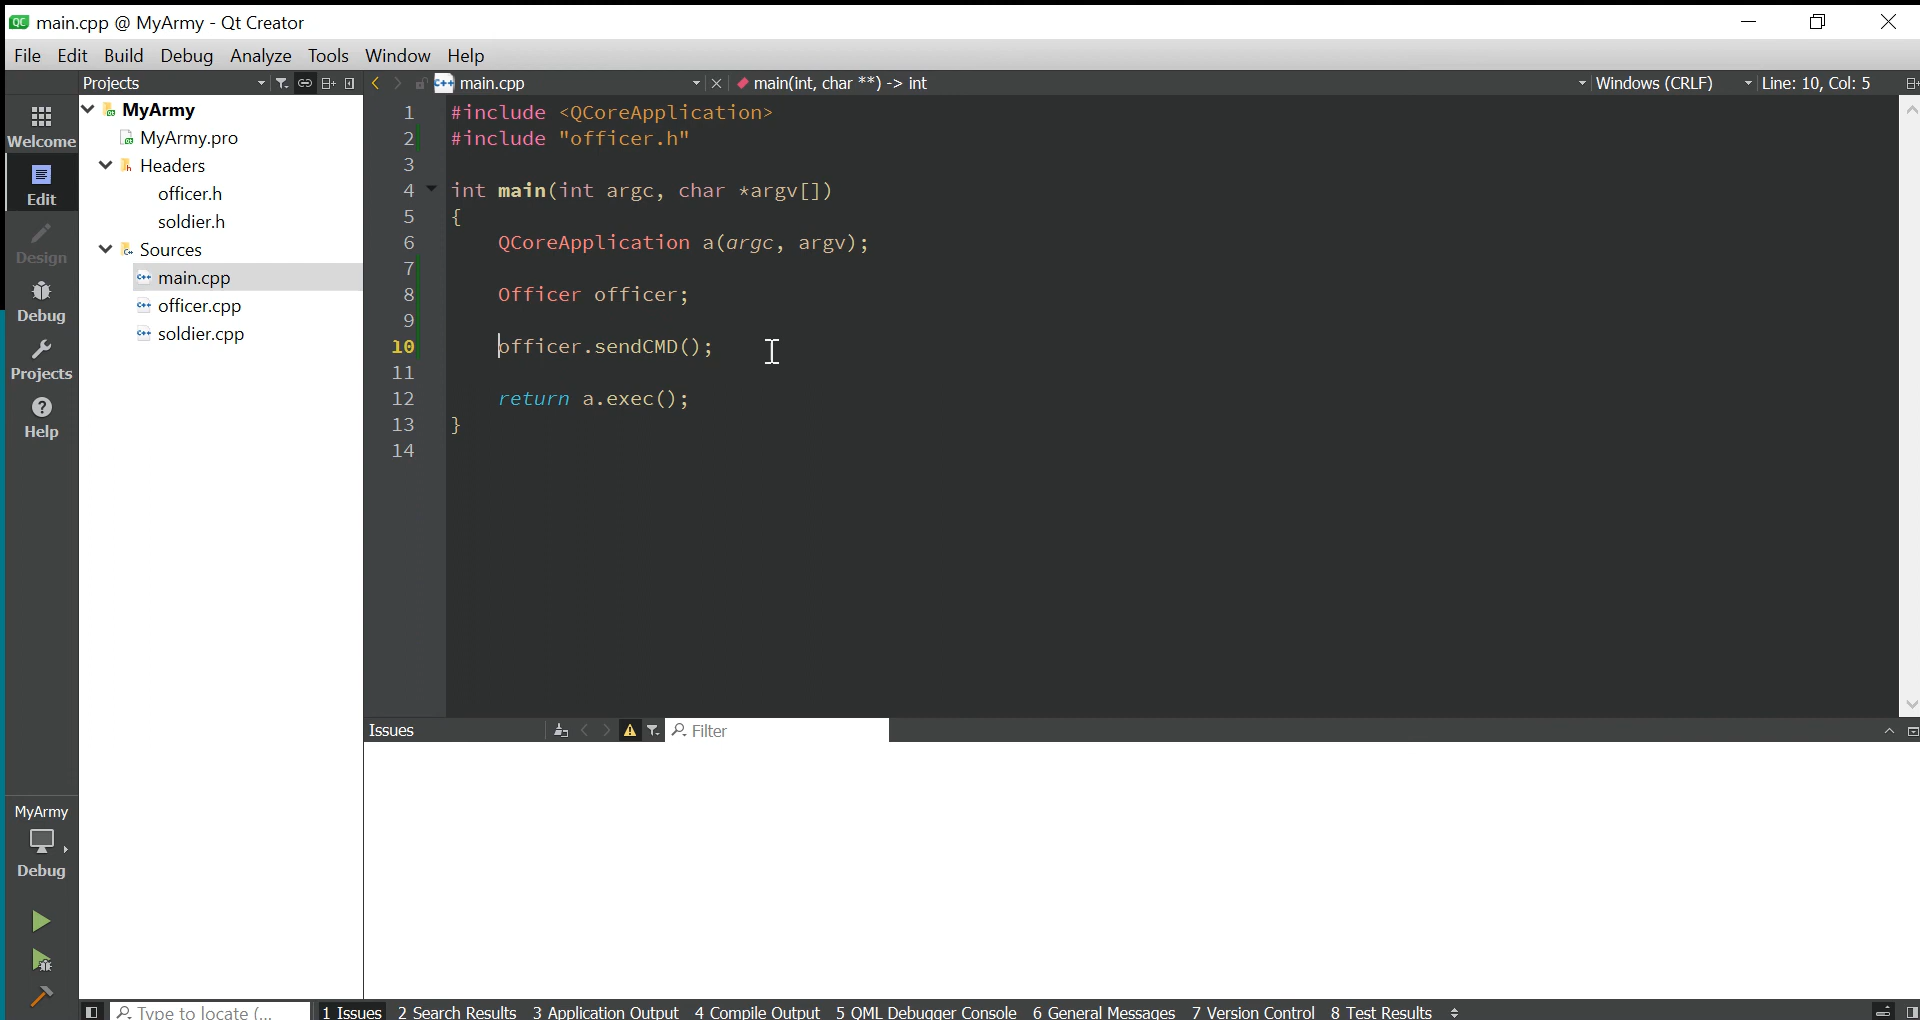 main.cpp @ MyArmy - Qt Creator
File Edit Build Debug Analyze Tools Window Help
Projects main.cpp main(int, char **) -> int Windows (CRLF) Line: 10, Col: 5
Welcome
Edit
Design
Debug
Projects
Help
MyArmy
MyArmy.pro
Headers
officer.h
soldier.h
Sources
main.cpp
officer.cpp
soldier.cpp
1 #include <QCoreApplication>
2 #include "officer.h"
3
4 int main(int argc, char *argv[])
5 {
6 QCoreApplication a(argc, argv);
7
8 Officer officer;
9
10 officer.sendCMD();
11
12 return a.exec();
13 }
14
Issues Filter
MyArmy
Debug
Type to locate (... 1 Issues 2 Search Results 3 Application Output 4 Compile Output 5 QML Debugger Console 6 General Messages 7 Version Control 8 Test Results